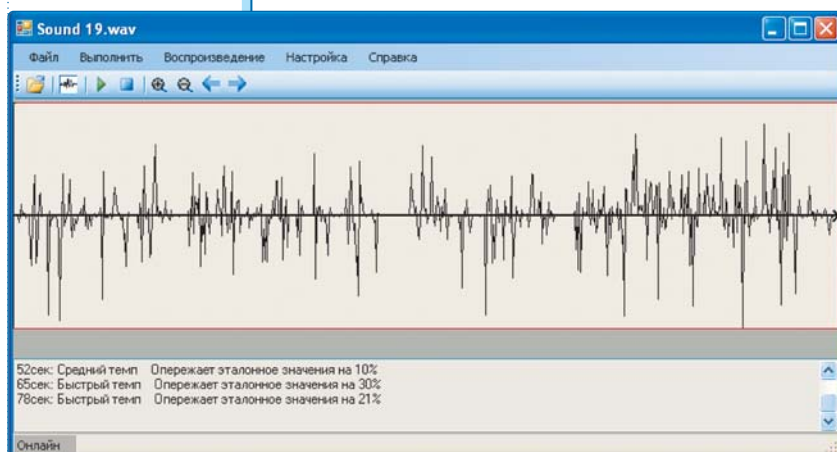 Sound 19.wav
Файл Выполнить Воспроизведение Настройка Справка
52сек: Средний темп Опережает эталонное значения на 10%
65сек: Быстрый темп Опережает эталонное значения на 30%
78сек: Быстрый темп Опережает эталонное значения на 21%
Онлайн